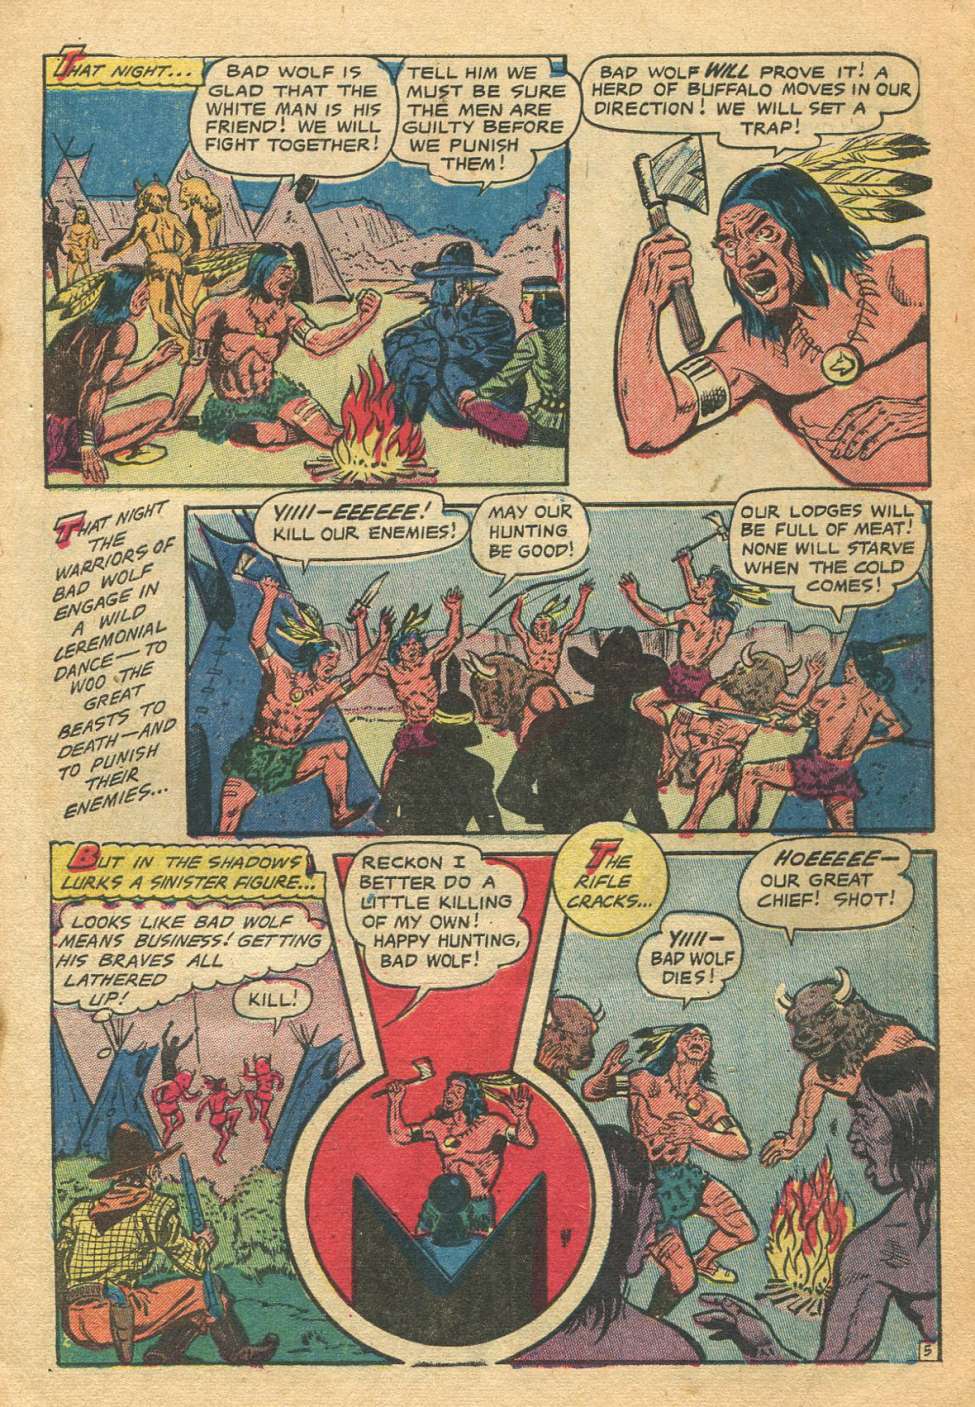 THAT NIGHT...
BAD WOLF IS
GLAD THAT THE
WHITE MAN IS HIS
FRIEND! WE WILL
FIGHT TOGETHER!
TELL HIM WE
MUST BE SURE
THE MEN ARE
GUILTY BEFORE
WE PUNISH
THEM!
BAD WOLF WILL PROVE IT! A
HERD OF BUFFALO MOVES IN OUR
DIRECTION! WE WILL SET A
TRAP!
THAT NIGHT
THE
WARRIORS OF
BAD WOLF
ENGAGE IN
A WILD
CEREMONIAL
DANCE—TO
WOO THE
GREAT
BEASTS TO
DEATH—AND
TO PUNISH
THEIR
ENEMIES...
YIIII-EEEEEE!
KILL OUR ENEMIES!
MAY OUR
HUNTING
BE GOOD!
OUR LODGES WILL
BE FULL OF MEAT!
NONE WILL STARVE
WHEN THE COLD
COMES!
BUT IN THE SHADOWS
LURKS A SINISTER FIGURE...
LOOKS LIKE BAD WOLF
MEANS BUSINESS! GETTING
HIS BRAVES ALL
LATHERED
UP!
KILL!
RECKON I
BETTER DO A
LITTLE KILLING
OF MY OWN!
HAPPY HUNTING,
BAD WOLF!
THE
RIFLE
CRACKS...
YIIII-
BAD WOLF
DIES!
HOEEEEE-
OUR GREAT
CHIEF! SHOT!
5